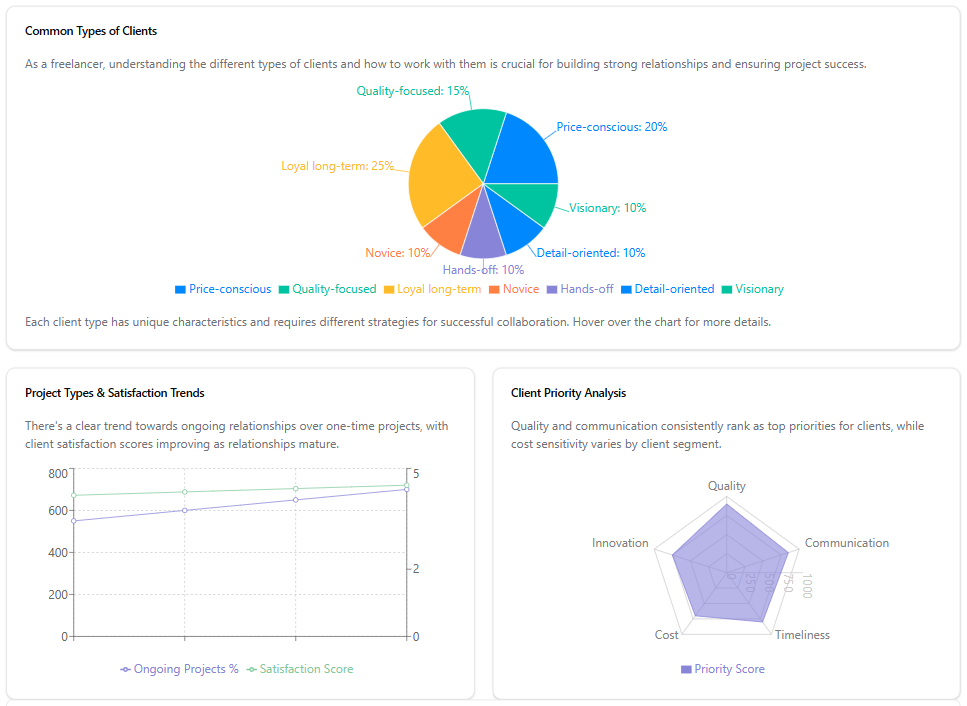 Common Types of Clients
As a freelancer, understanding the different types of clients and how to work with them is crucial for building strong relationships and ensuring project success.
Quality-focused: 15%
Price-conscious: 20%
Loyal long-term: 25%
Visionary: 10%
Novice: 10%
Detail-oriented: 10%
Hands-off: 10%
Price-conscious Quality-focused Loyal long-term Novice Hands-off Detail-oriented Visionary
Each client type has unique characteristics and requires different strategies for successful collaboration. Hover over the chart for more details.
Project Types & Satisfaction Trends
There's a clear trend towards ongoing relationships over one-time projects, with
client satisfaction scores improving as relationships mature.
800
600
400
200
0
5
2
0
Ongoing Projects % Satisfaction Score
Client Priority Analysis
Quality and communication consistently rank as top priorities for clients, while
cost sensitivity varies by client segment.
Quality
Innovation
Communication
0
250
500
750
1000
Cost
Timeliness
Priority Score